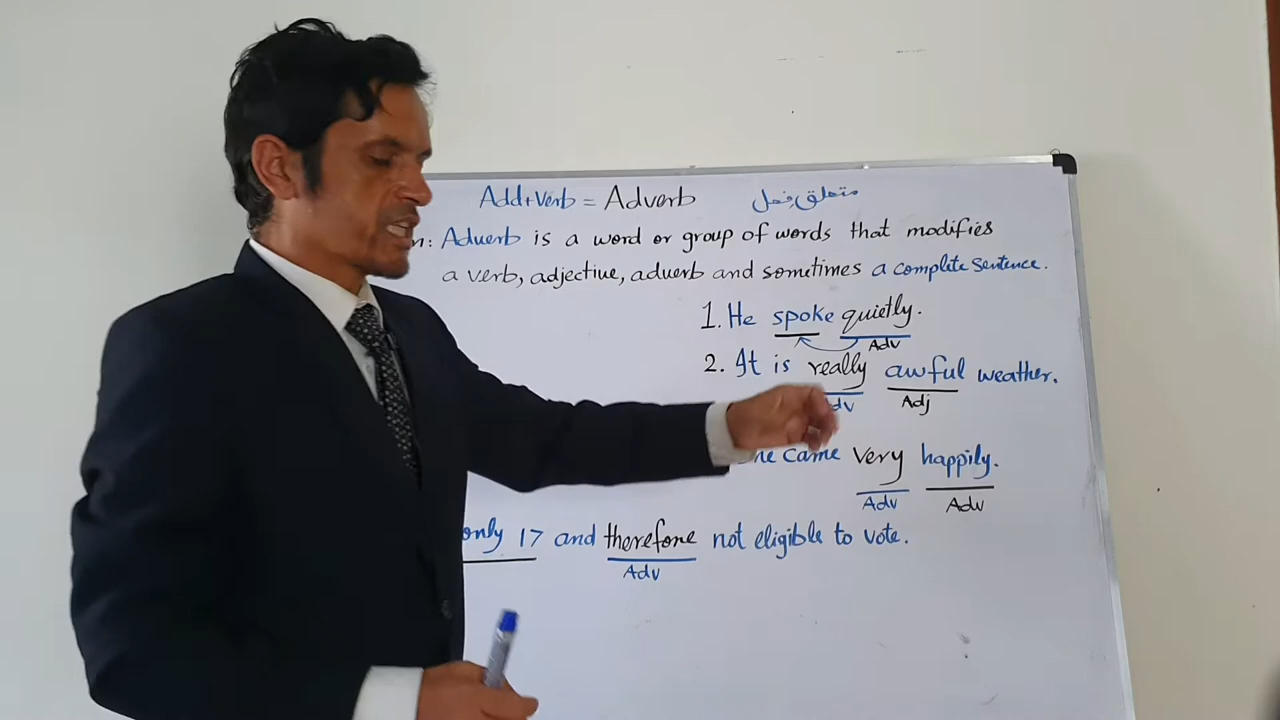 Add+Verb = Adverb متعلق فعل
n: Adverb is a word or group of words that modifies
a verb, adjective, adverb and sometimes a complete sentence.
1. He spoke quietly.
Adv
2. It is really awful weather.
dv Adj
he came very happily.
Adv Adv
only 17 and therefore not eligible to vote.
Adv